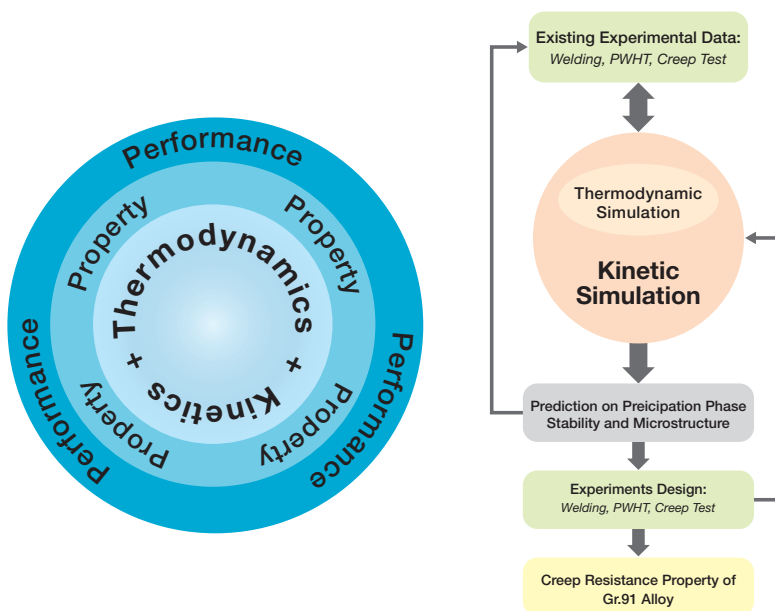 Performance
Performance
Performance
Property
Property
Property
Property
Thermodynamics + Kinetics +
Existing Experimental Data:
Welding, PWHT, Creep Test
Thermodynamic
Simulation
Kinetic
Simulation
Prediction on Preicipation Phase
Stability and Microstructure
Experiments Design:
Welding, PWHT, Creep Test
Creep Resistance Property of
Gr.91 Alloy